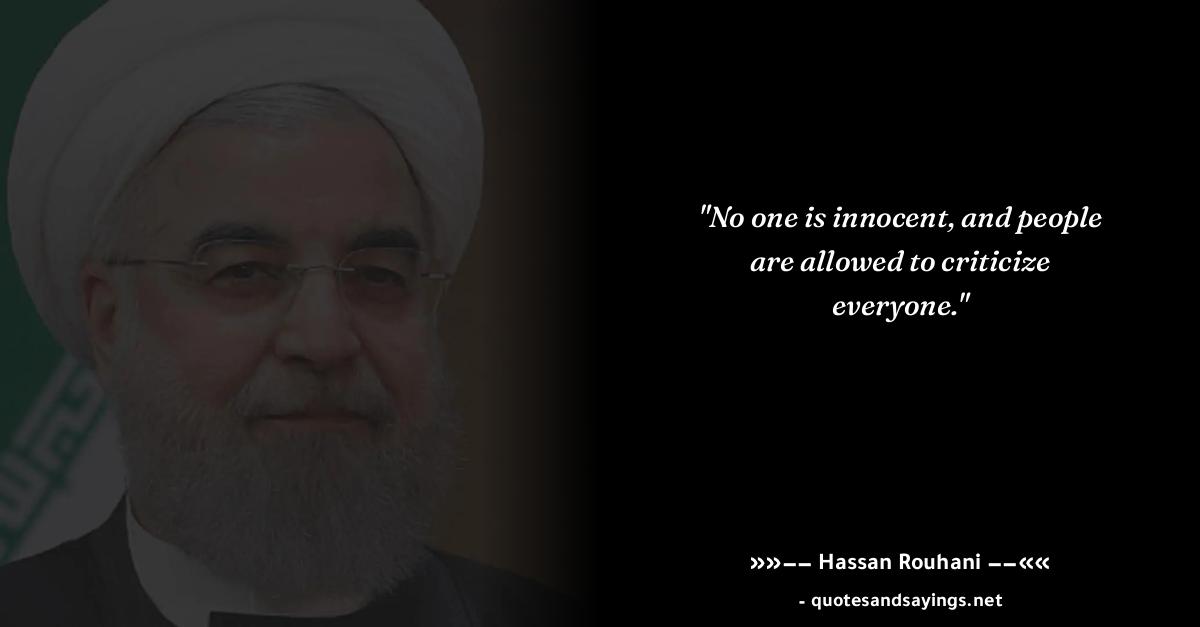 "No one is innocent, and people
are allowed to criticize
everyone."
»»–– Hassan Rouhani ––««
- quotesandsayings.net